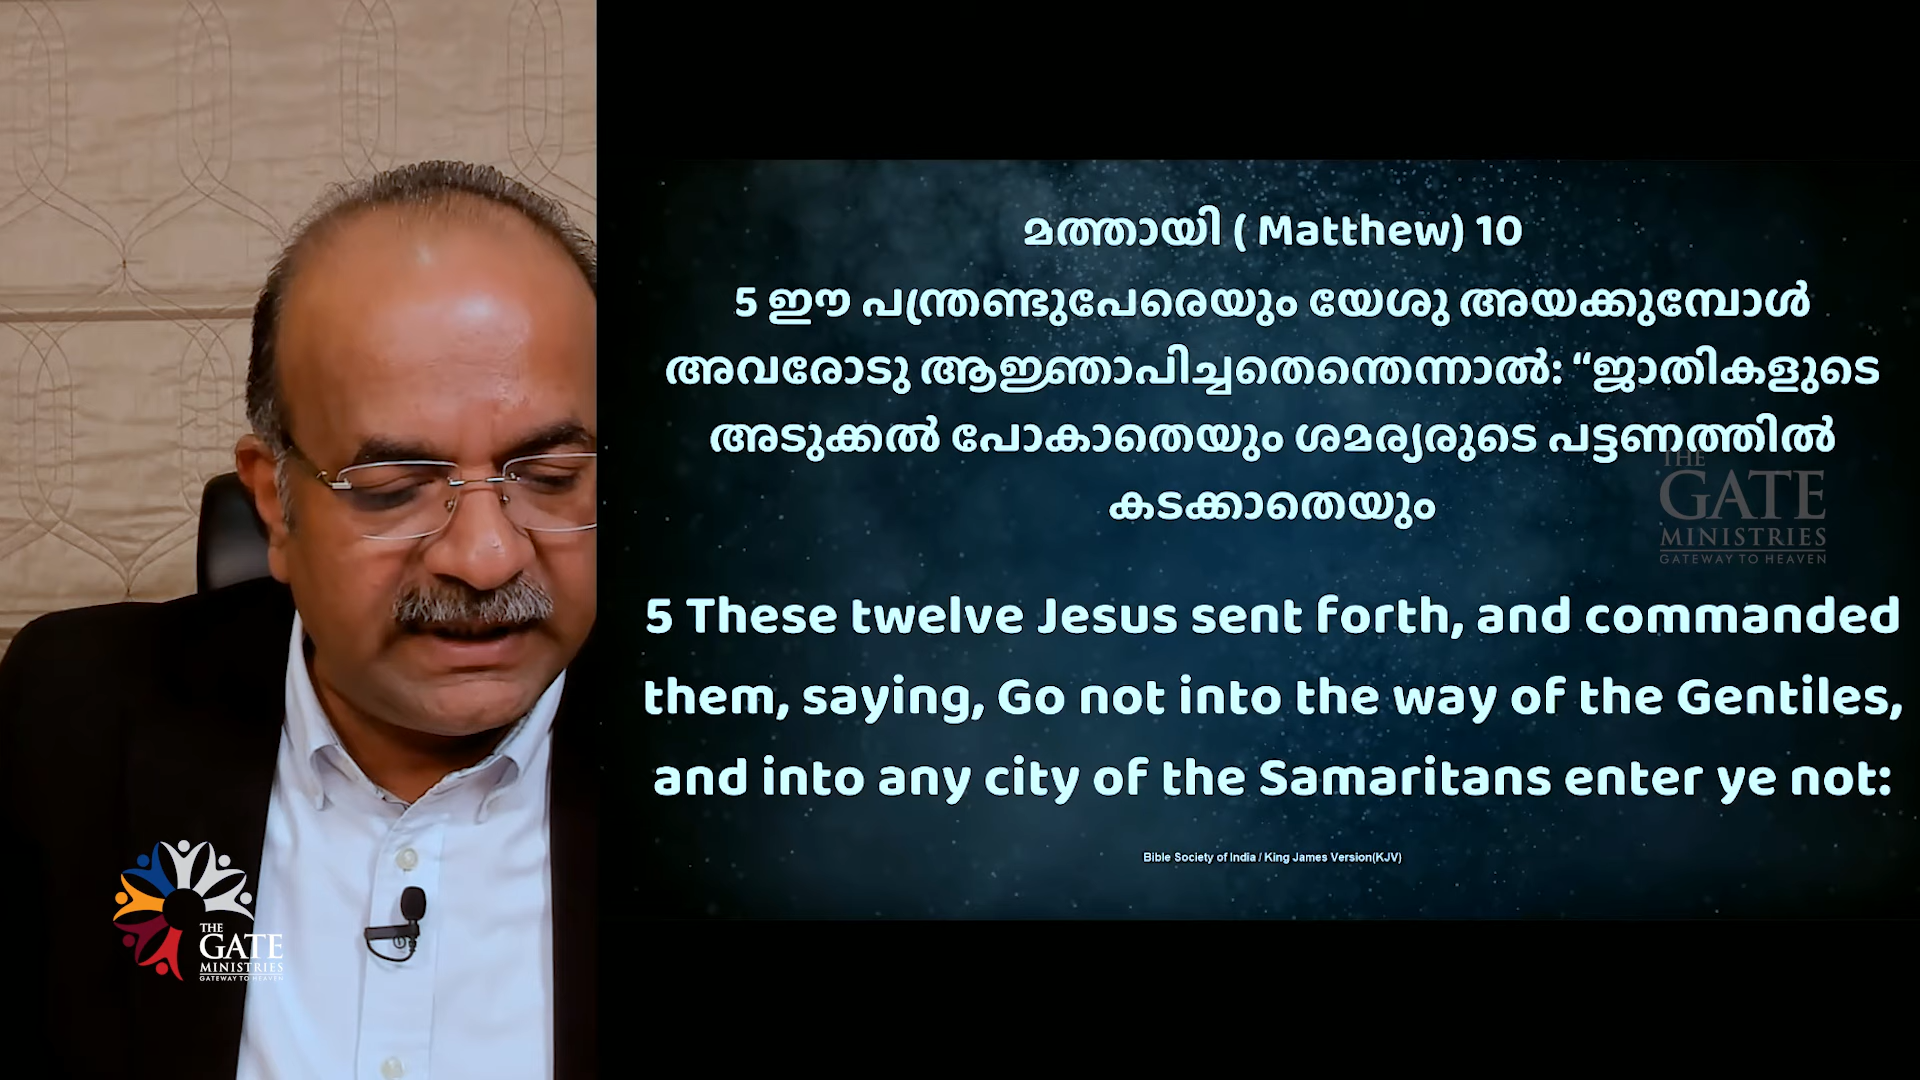 മത്തായി ( Matthew) 10
5 ഈ പന്ത്രണ്ടുപേരെയും യേശു അയക്കുമ്പോൾ
അവരോടു ആജ്ഞാപിച്ചതെന്തെന്നാൽ: “ജാതികളുടെ
അടുക്കൽ പോകാതെയും ശമര്യരുടെ പട്ടണത്തിൽ
കടക്കാതെയും
THE
GATE
MINISTRIES
GATEWAY TO HEAVEN
5 These twelve Jesus sent forth, and commanded
them, saying, Go not into the way of the Gentiles,
and into any city of the Samaritans enter ye not:
Bible Society of India / King James Version(KJV)
THE
GATE
MINISTRIES
GATEWAY TO HEAVEN